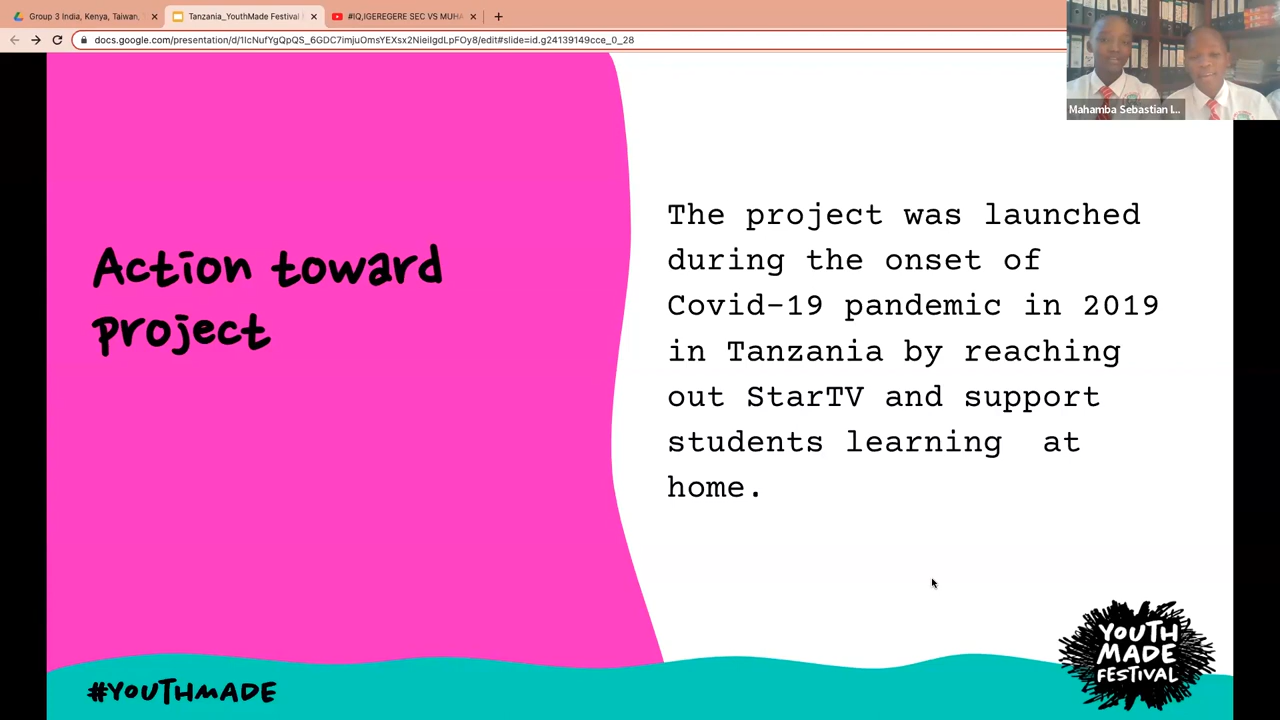 Group 3 India, Kenya, Taiwan,
Tanzania_YouthMade Festival
#IQ,IGEREGERE SEC VS MUHA
docs.google.com/presentation/d/1IcNufYgQpQS_6GDC7imjuOmsYEXsx2NieiIgdLpFOy8/edit#slide=id.g24139149cce_0_28
Mahamba Sebastian I...
Action toward
project
The project was launched
during the onset of
Covid-19 pandemic in 2019
in Tanzania by reaching
out StarTV and support
students learning  at
home.
#YOUTHMADE
YOUTH
MADE
FESTIVAL